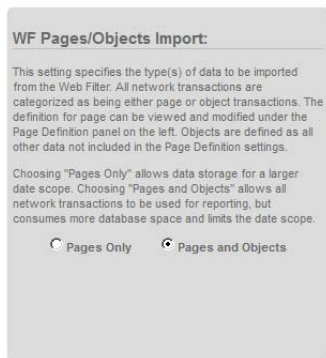 WF Pages/Objects Import:
This setting specifies the type(s) of data to be imported
from the Web Filter. All network transactions are
categorized as being either page or object transactions. The
definition for page can be viewed and modified under the
Page Definition panel on the left. Objects are defined as all
other data not included in the Page Definition settings.
Choosing "Pages Only" allows data storage for a larger
date scope. Choosing "Pages and Objects" allows all
network transactions to be used for reporting, but
consumes more database space and limits the date scope.
Pages Only Pages and Objects